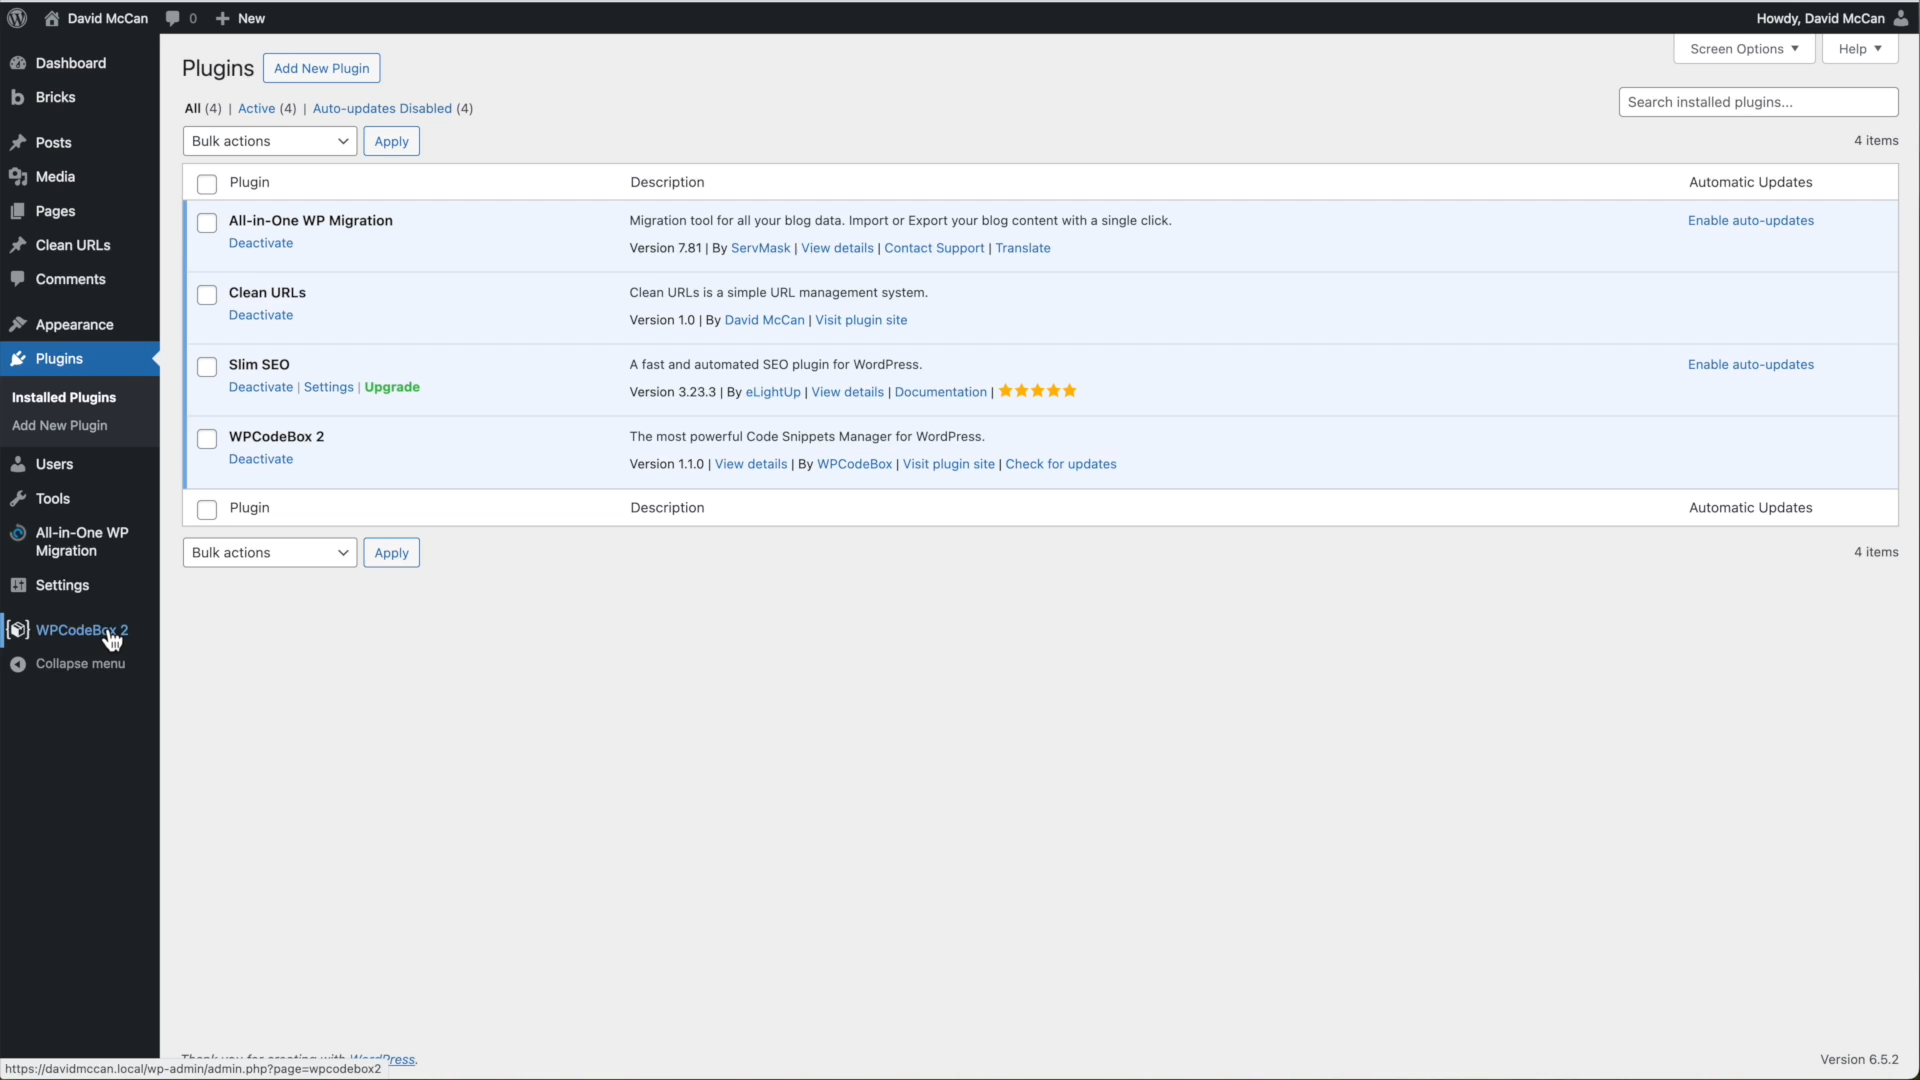 David McCan 0 New Howdy, David McCan
Screen Options Help
Dashboard
Bricks
Posts
Media
Pages
Clean URLs
Comments
Appearance
Plugins
Installed Plugins
Add New Plugin
Users
Tools
All-in-One WP
Migration
Settings
WPCodeBox 2
Collapse menu
Plugins Add New Plugin
All (4) | Active (4) | Auto-updates Disabled (4)
Search installed plugins...
Bulk actions Apply 4 items
Plugin Description Automatic Updates
All-in-One WP Migration Migration tool for all your blog data. Import or Export your blog content with a single click. Enable auto-updates
Deactivate Version 7.81 | By ServMask | View details | Contact Support | Translate
Clean URLs Clean URLs is a simple URL management system.
Deactivate Version 1.0 | By David McCan | Visit plugin site
Slim SEO A fast and automated SEO plugin for WordPress. Enable auto-updates
Deactivate | Settings | Upgrade Version 3.23.3 | By eLightUp | View details | Documentation |
WPCodeBox 2 The most powerful Code Snippets Manager for WordPress.
Deactivate Version 1.1.0 | View details | By WPCodeBox | Visit plugin site | Check for updates
Plugin Description Automatic Updates
Bulk actions Apply 4 items
Thank you for creating with WordPress. Version 6.5.2
https://davidmccan.local/wp-admin/admin.php?page=wpcodebox2